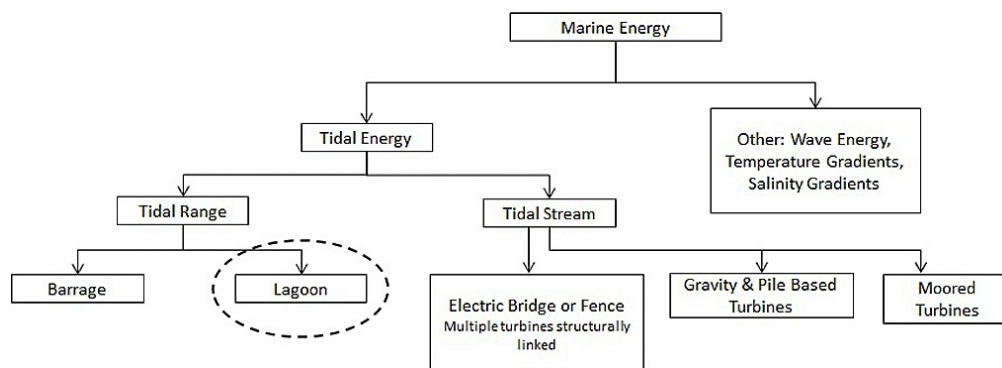 Marine Energy
Tidal Energy
Other: Wave Energy,
Temperature Gradients,
Salinity Gradients
Tidal Range
Tidal Stream
Barrage
Lagoon
Electric Bridge or Fence
Multiple turbines structurally
linked
Gravity & Pile Based
Turbines
Moored
Turbines